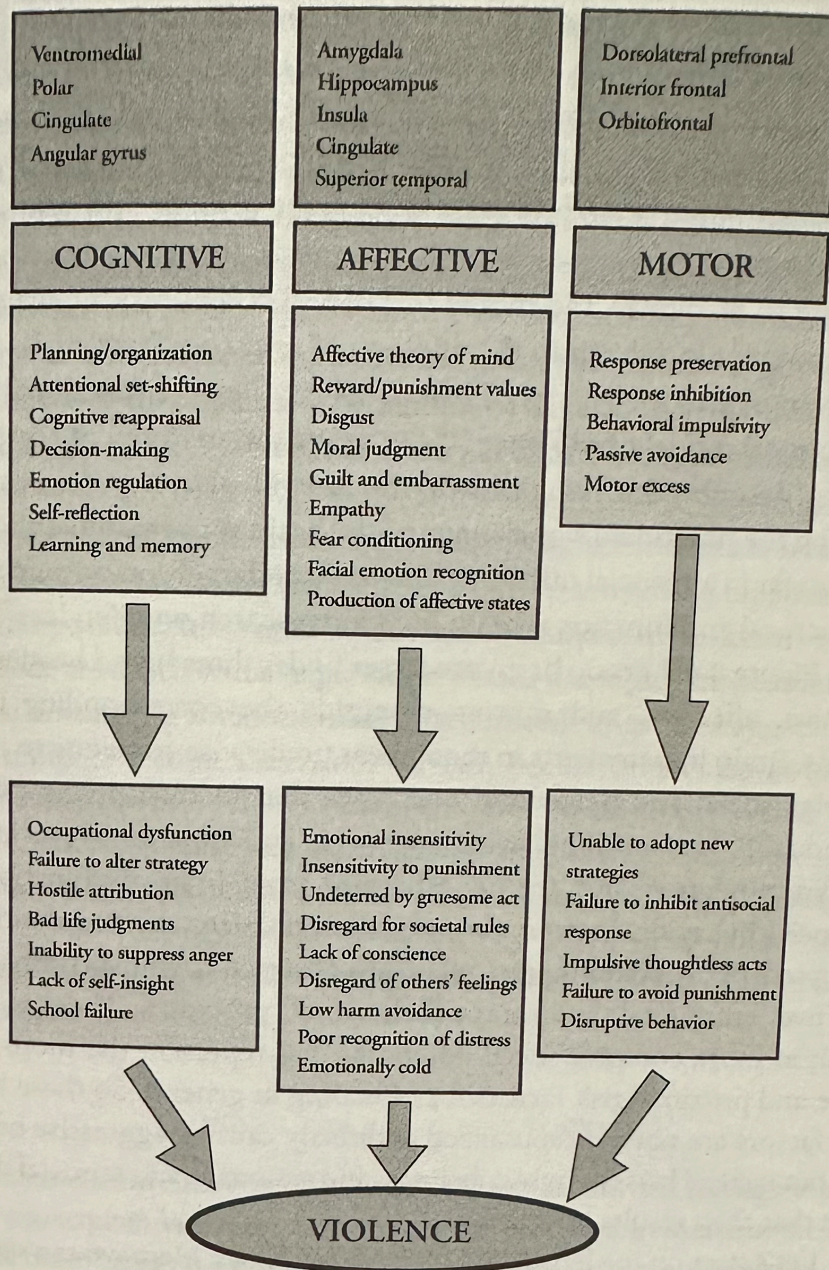 Ventromedial
Polar
Cingulate
Angular gyrus
Amygdala
Hippocampus
Insula
Cingulate
Superior temporal
Dorsolateral prefrontal
Interior frontal
Orbitofrontal
COGNITIVE
AFFECTIVE
MOTOR
Planning/organization
Attentional set-shifting
Cognitive reappraisal
Decision-making
Emotion regulation
Self-reflection
Learning and memory
Affective theory of mind
Reward/punishment values
Disgust
Moral judgment
Guilt and embarrassment
Empathy
Fear conditioning
Facial emotion recognition
Production of affective states
Response preservation
Response inhibition
Behavioral impulsivity
Passive avoidance
Motor excess
Occupational dysfunction
Failure to alter strategy
Hostile attribution
Bad life judgments
Inability to suppress anger
Lack of self-insight
School failure
Emotional insensitivity
Insensitivity to punishment
Undeterred by gruesome act
Disregard for societal rules
Lack of conscience
Disregard of others' feelings
Low harm avoidance
Poor recognition of distress
Emotionally cold
Unable to adopt new
strategies
Failure to inhibit antisocial
response
Impulsive thoughtless acts
Failure to avoid punishment
Disruptive behavior
VIOLENCE